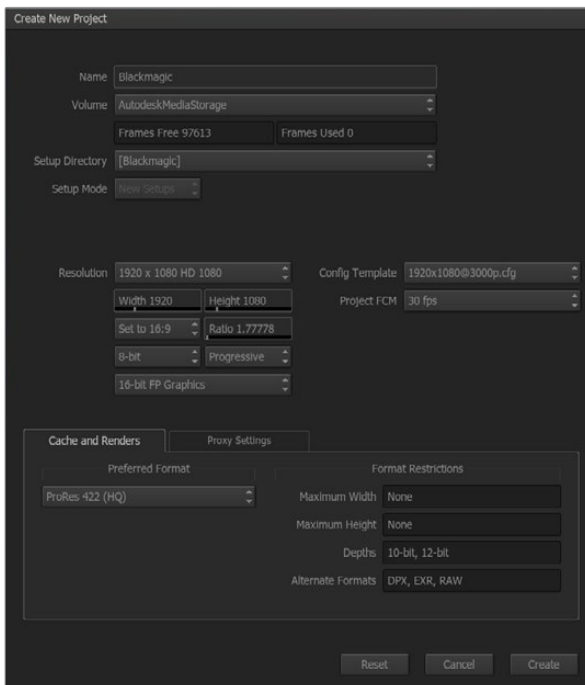 Create New Project
Name Blackmagic
Volume AutodeskMediaStorage
Frames Free 97613 Frames Used 0
Setup Directory [Blackmagic]
Setup Mode New Setups
Resolution 1920 x 1080 HD 1080 Config Template 1920x1080@3000p.cfg
Width 1920 Height 1080 Project FCM 30 fps
Set to 16:9 Ratio 1.77778
8-bit Progressive
16-bit FP Graphics
Cache and Renders Proxy Settings
Preferred Format Format Restrictions
ProRes 422 (HQ) Maximum Width None
Maximum Height None
Depths 10-bit, 12-bit
Alternate Formats DPX, EXR, RAW
Reset Cancel Create